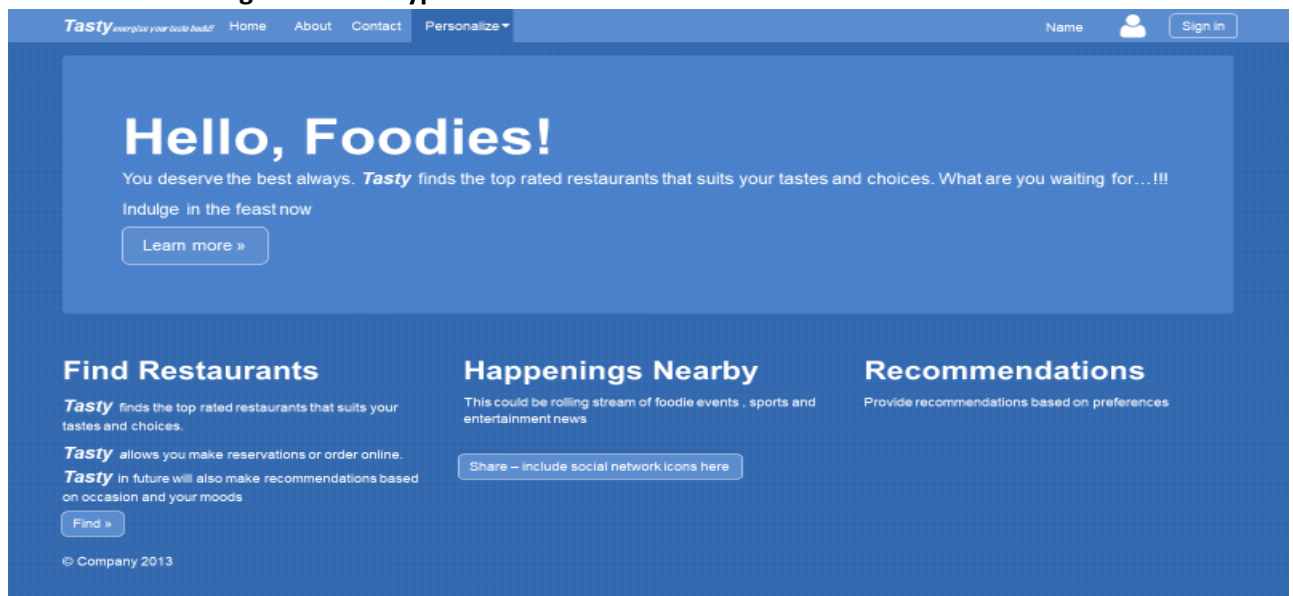 Tasty energise your taste buds!! Home About Contact Personalize Name Sign in
Hello, Foodies!
You deserve the best always. Tasty finds the top rated restaurants that suits your tastes and choices. What are you waiting for…!!!
Indulge in the feast now
Learn more »
Find Restaurants
Tasty finds the top rated restaurants that suits your
tastes and choices.
Tasty allows you make reservations or order online.
Tasty in future will also make recommendations based
on occasion and your moods
Find »
Happenings Nearby
This could be rolling stream of foodie events , sports and
entertainment news
Share – include social network icons here
Recommendations
Provide recommendations based on preferences
© Company 2013